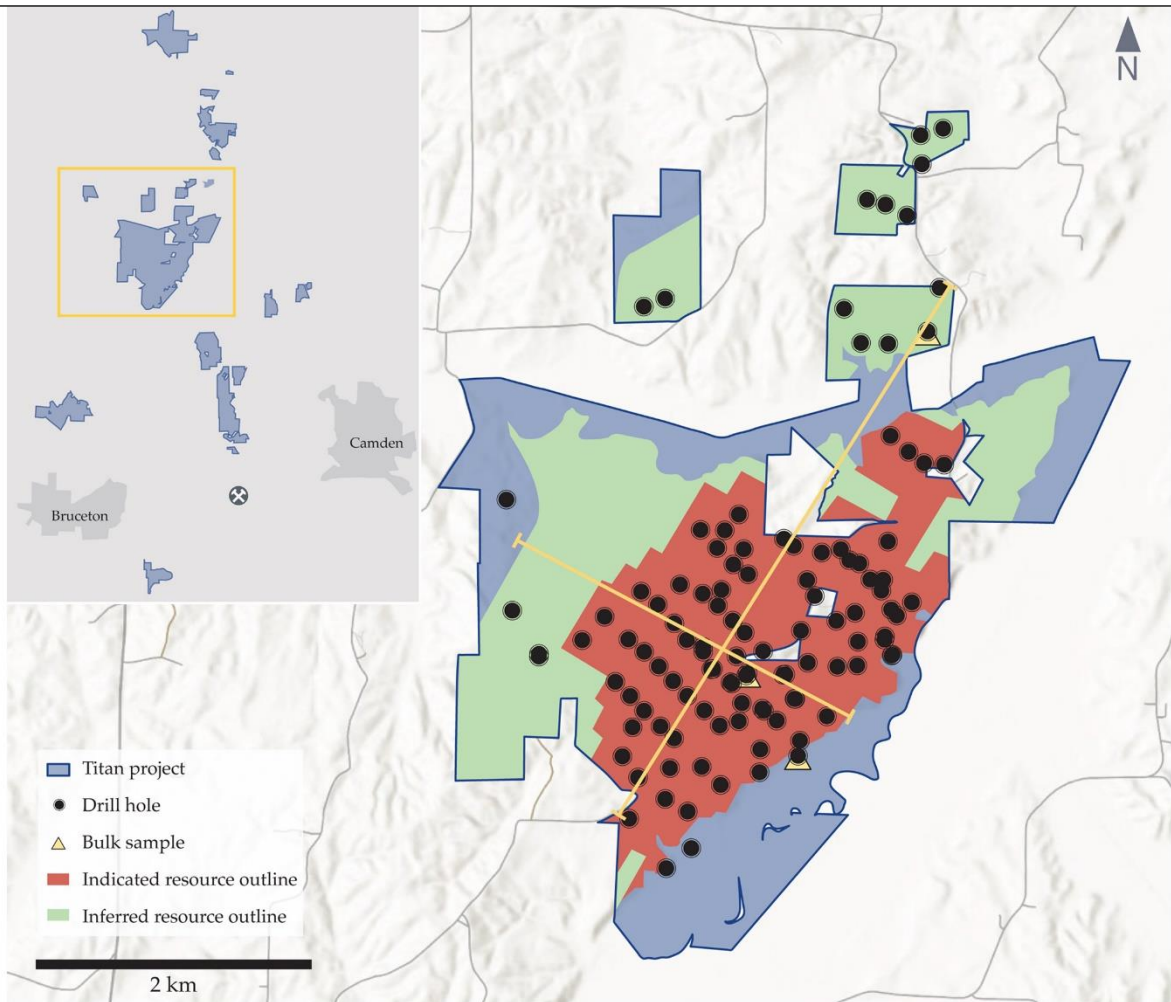 N
Camden
Bruceton
Titan project
Drill hole
Bulk sample
Indicated resource outline
Inferred resource outline
2 km